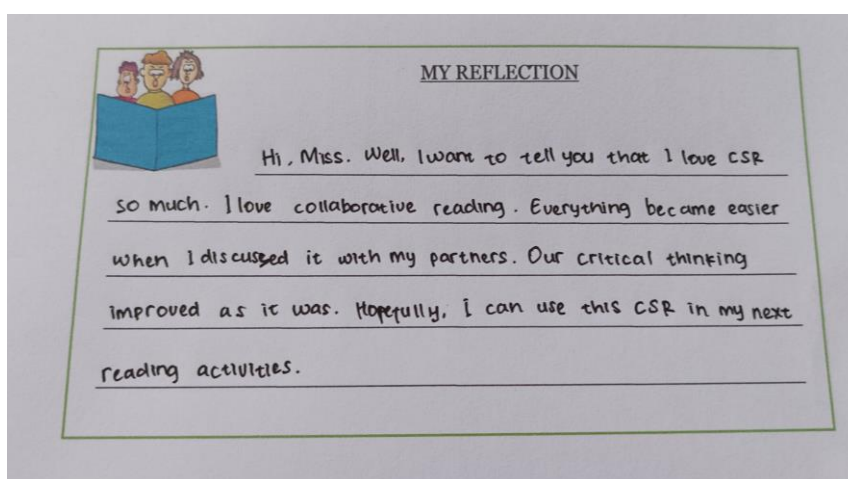 MY REFLECTION
Hi, Miss. Well, I want to tell you that I love CSR
so much. I love collaborative reading. Everything became easier
when I discussed it with my partners. Our critical thinking
improved as it was. Hopefully, I can use this CSR in my next
reading activities.